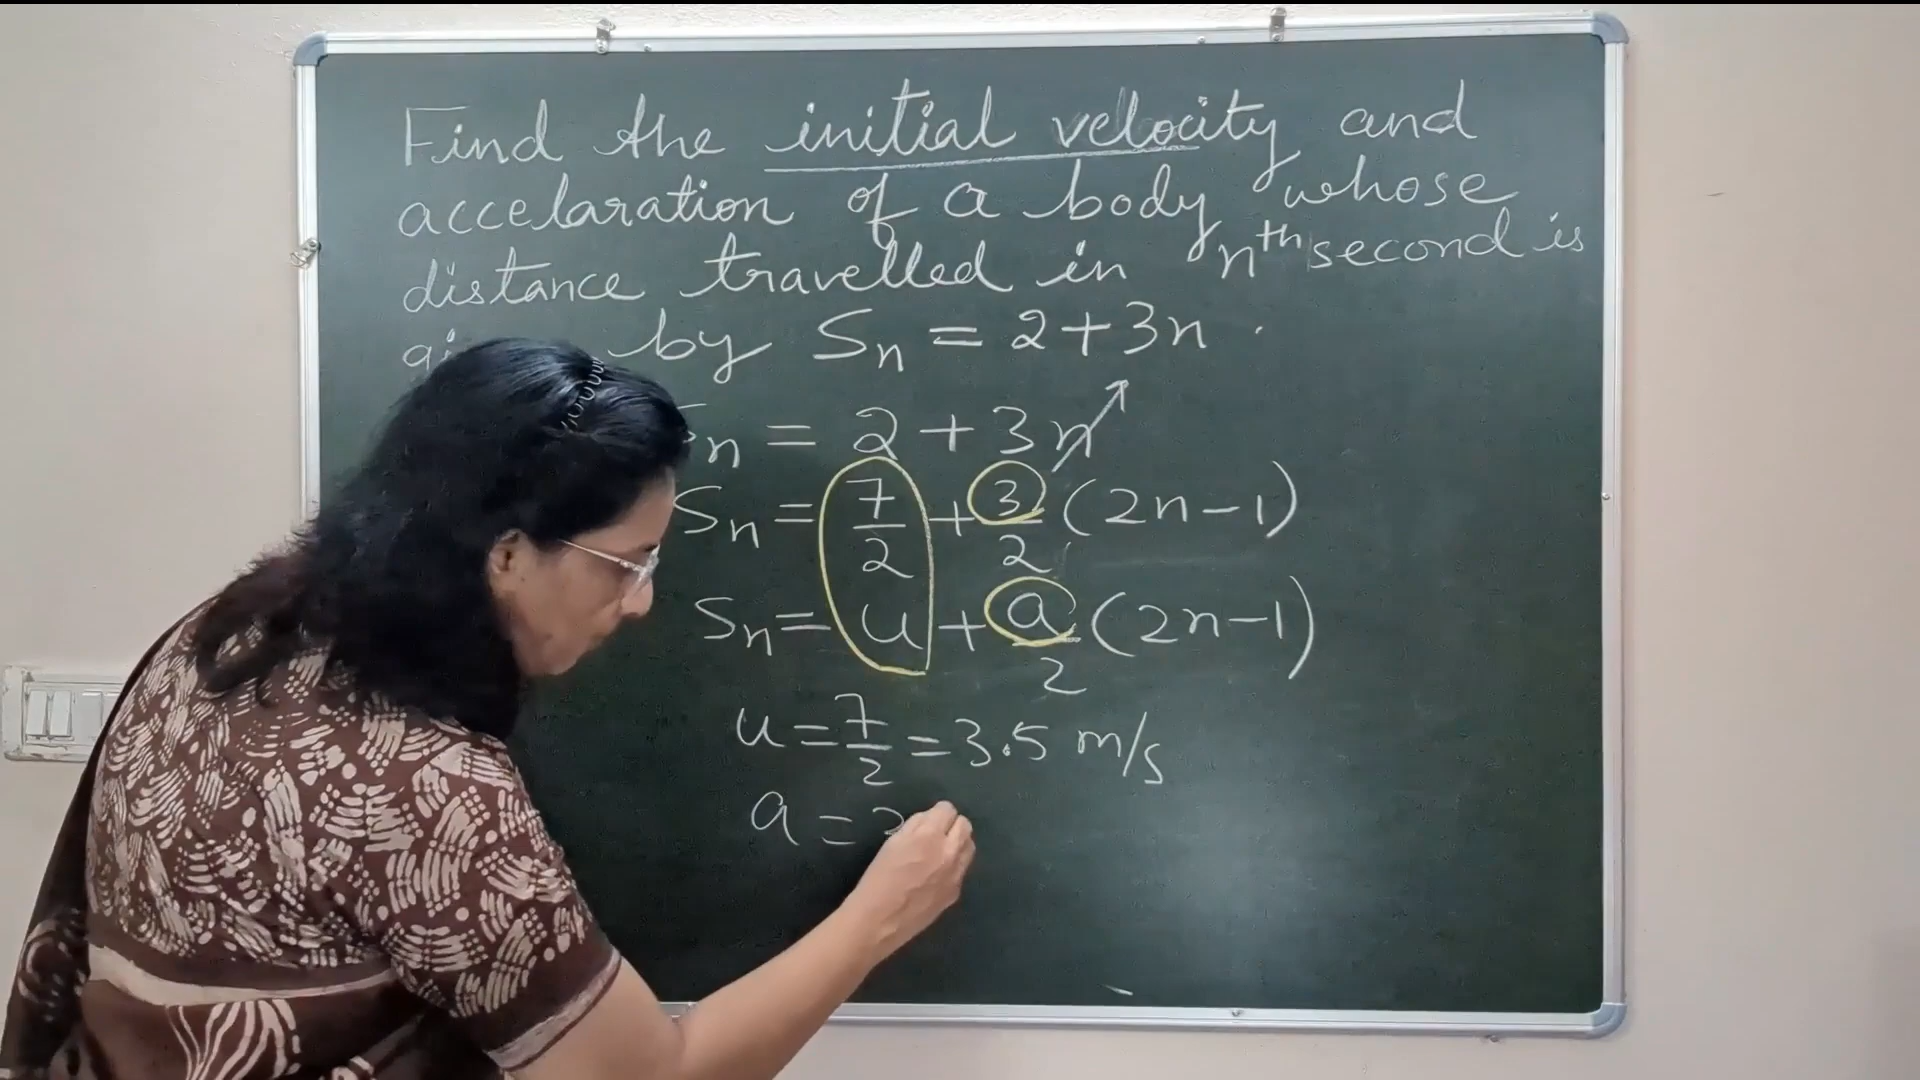 Find the initial velocity and
accelaration of a body whose
distance travelled in nth second is
by Sn = 2+3n.
n = 2 + 3n
Sn = 7/2 + 3/2 (2n-1)
Sn = u + a/2 (2n-1)
u = 7/2 = 3.5 m/s
a =